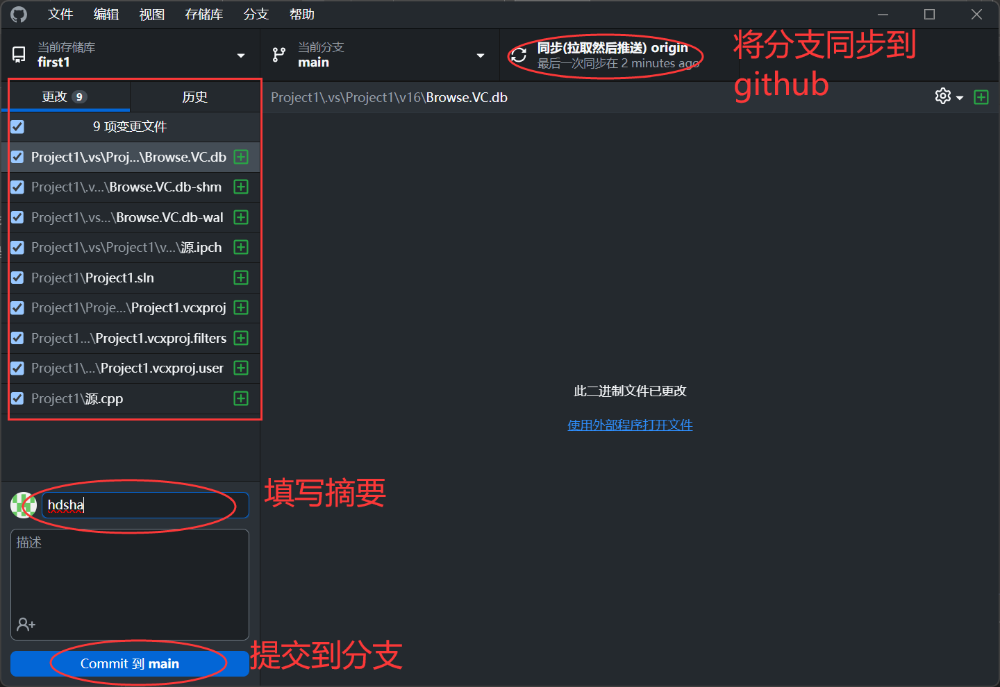 文件 编辑 视图 存储库 分支 帮助
当前存储库
first1
当前分支
main
同步(拉取然后推送) origin
最后一次同步在 2 minutes ago
将分支同步到
github
更改 9 历史
Project1\.vs\Project1\v16\Browse.VC.db
9 项变更文件
Project1\.vs\Proj...\Browse.VC.db
Project1\.v...\Browse.VC.db-shm
Project1\.vs...\Browse.VC.db-wal
Project1\.vs\Project1\v...\源.ipch
Project1\Project1.sln
Project1\Proje...\Project1.vcxproj
Project1...\Project1.vcxproj.filters
Project1\...\Project1.vcxproj.user
Project1\源.cpp
此二进制文件已更改
使用外部程序打开文件
填写摘要
hdsha
描述
提交到分支
Commit 到 main